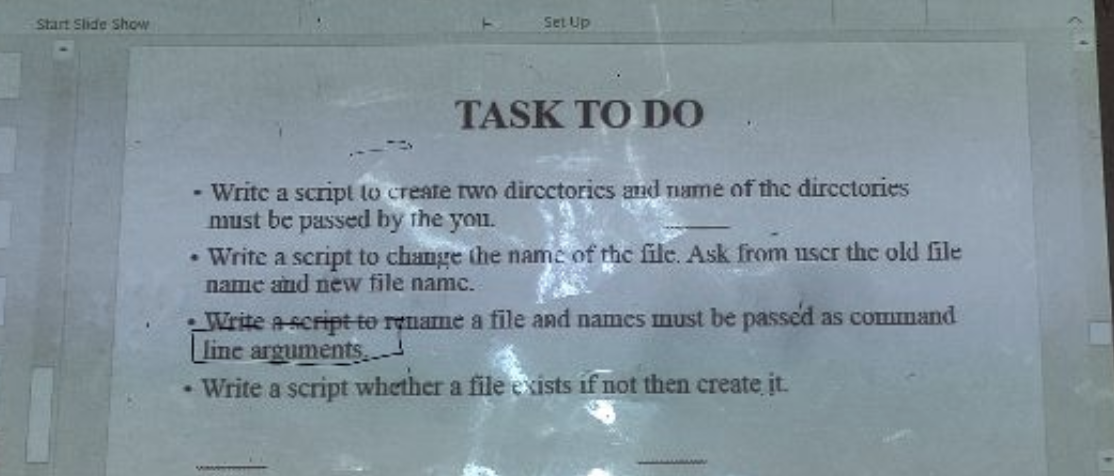 Start Slide Show
Set Up
TASK TO DO
• Write a script to create two directories and name of the directories
must be passed by the you.
• Write a script to change the name of the file. Ask from user the old file
name and new file name.
• Write a script to rename a file and names must be passed as command
line arguments.
• Write a script whether a file exists if not then create it.